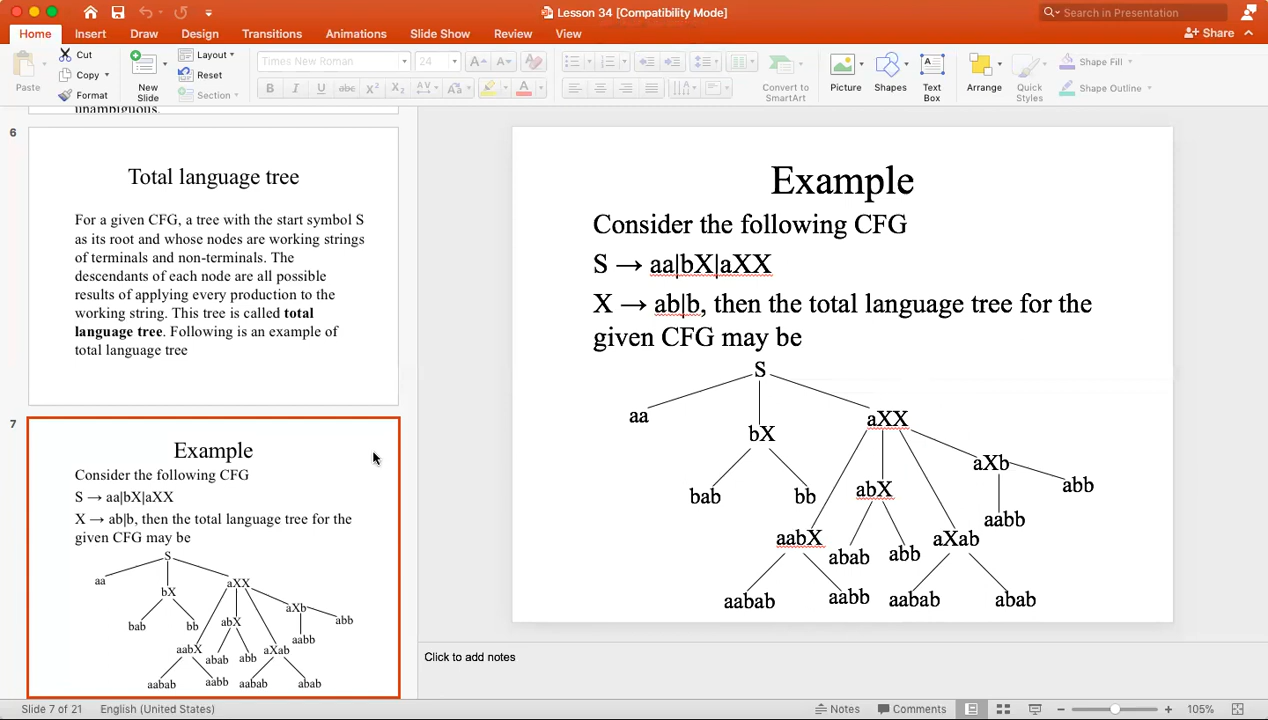 Lesson 34 [Compatibility Mode]
Search in Presentation
Home Insert Draw Design Transitions Animations Slide Show Review View
Share
Paste
Cut
Copy
Format
New
Slide
Layout
Reset
Section
Times New Roman
24
B I U abc X² X₂ AV
Convert to
SmartArt
Picture
Shapes
Text
Box
Arrange
Quick
Styles
Shape Fill
Shape Outline
unambiguous.
6
Total language tree
For a given CFG, a tree with the start symbol S
as its root and whose nodes are working strings
of terminals and non-terminals. The
descendants of each node are all possible
results of applying every production to the
working string. This tree is called total
language tree. Following is an example of
total language tree
7
Example
Consider the following CFG
S → aa|bX|aXX
X → ab|b, then the total language tree for the
given CFG may be
S
aa
bX
aXX
aXb
bab
bb
abX
abb
aabb
aabX
abab
abb
aXab
aabab
aabb
aabab
abab
Example
Consider the following CFG
S → aa|bX|aXX
X → ab|b, then the total language tree for the
given CFG may be
S
aa
bX
aXX
aXb
bab
bb
abX
abb
aabb
aabX
abab
abb
aXab
aabab
aabb
aabab
abab
Click to add notes
Slide 7 of 21 English (United States)
Notes Comments
105%